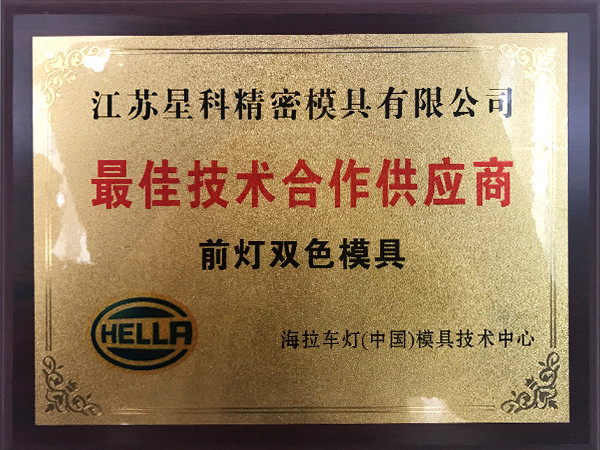 江苏星科精密模具有限公司
最佳技术合作供应商
前灯双色模具
HELLA
海拉车灯(中国)模具技术中心